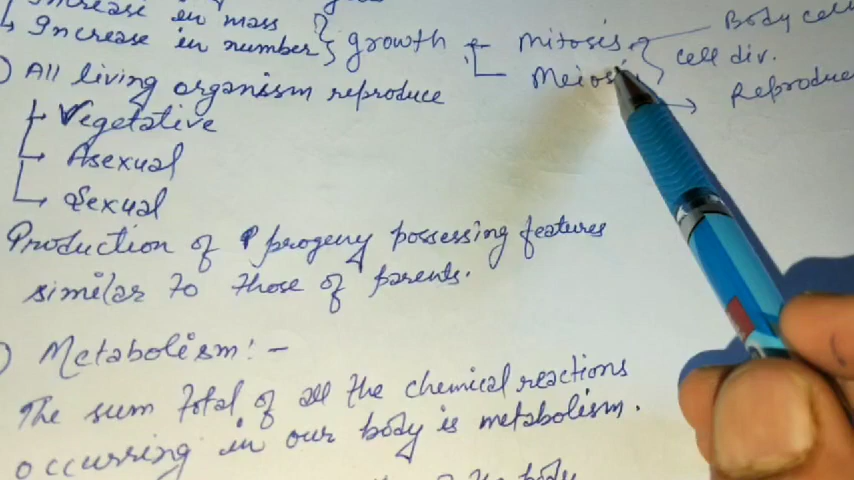 Increase in mass
Increase in number } growth
Mitosis
Meiosis
Body cell
cell div.
All living organism reproduce
Vegetative
Asexual
Sexual
Production of progeny possessing features
similar to those of parents.
Metabolism: -
The sum total of all the chemical reactions
occurring in our body is metabolism.